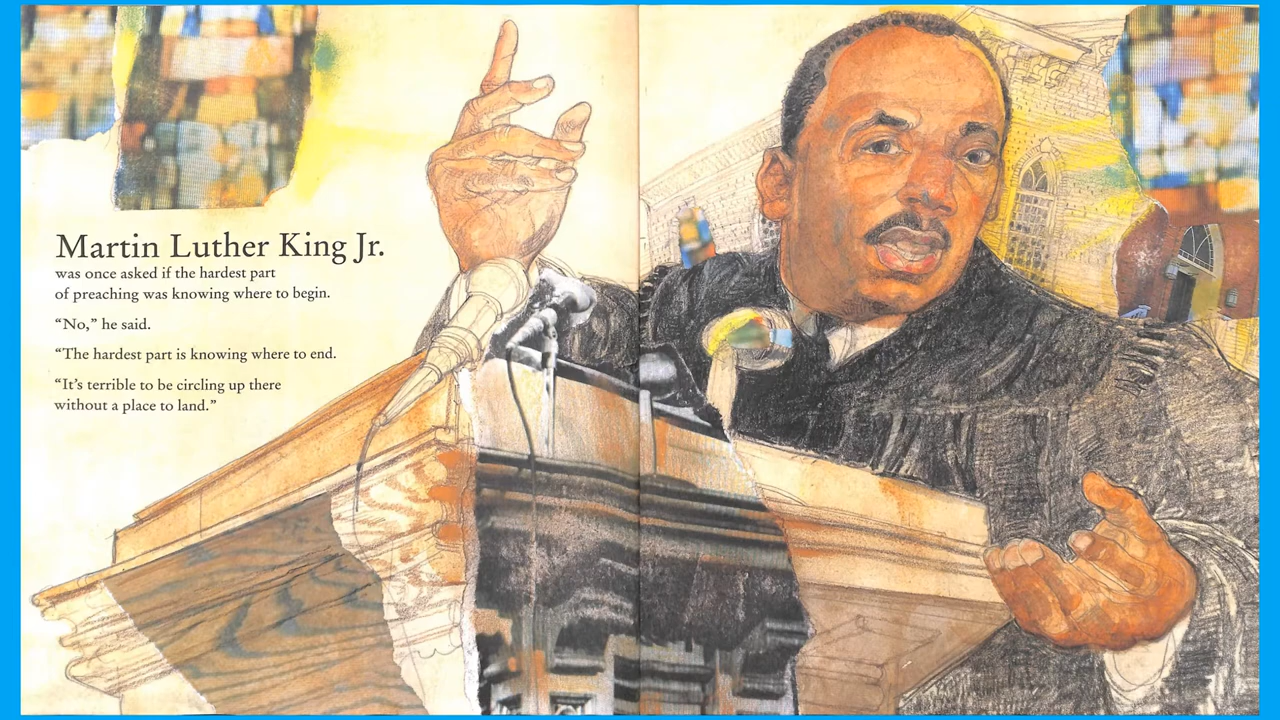 Martin Luther King Jr.
was once asked if the hardest part
of preaching was knowing where to begin.
“No,” he said.
“The hardest part is knowing where to end.
“It’s terrible to be circling up there
without a place to land.”